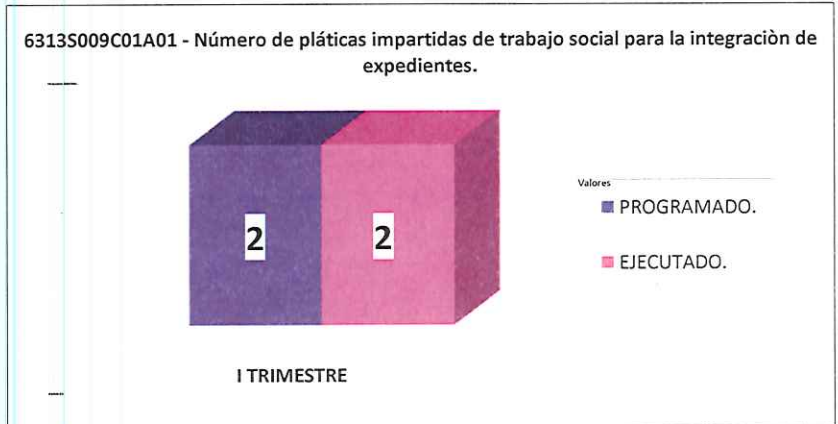 6313S009C01A01 - Número de pláticas impartidas de trabajo social para la integraciòn de
expedientes.
2
2
Valores
PROGRAMADO.
EJECUTADO.
I TRIMESTRE